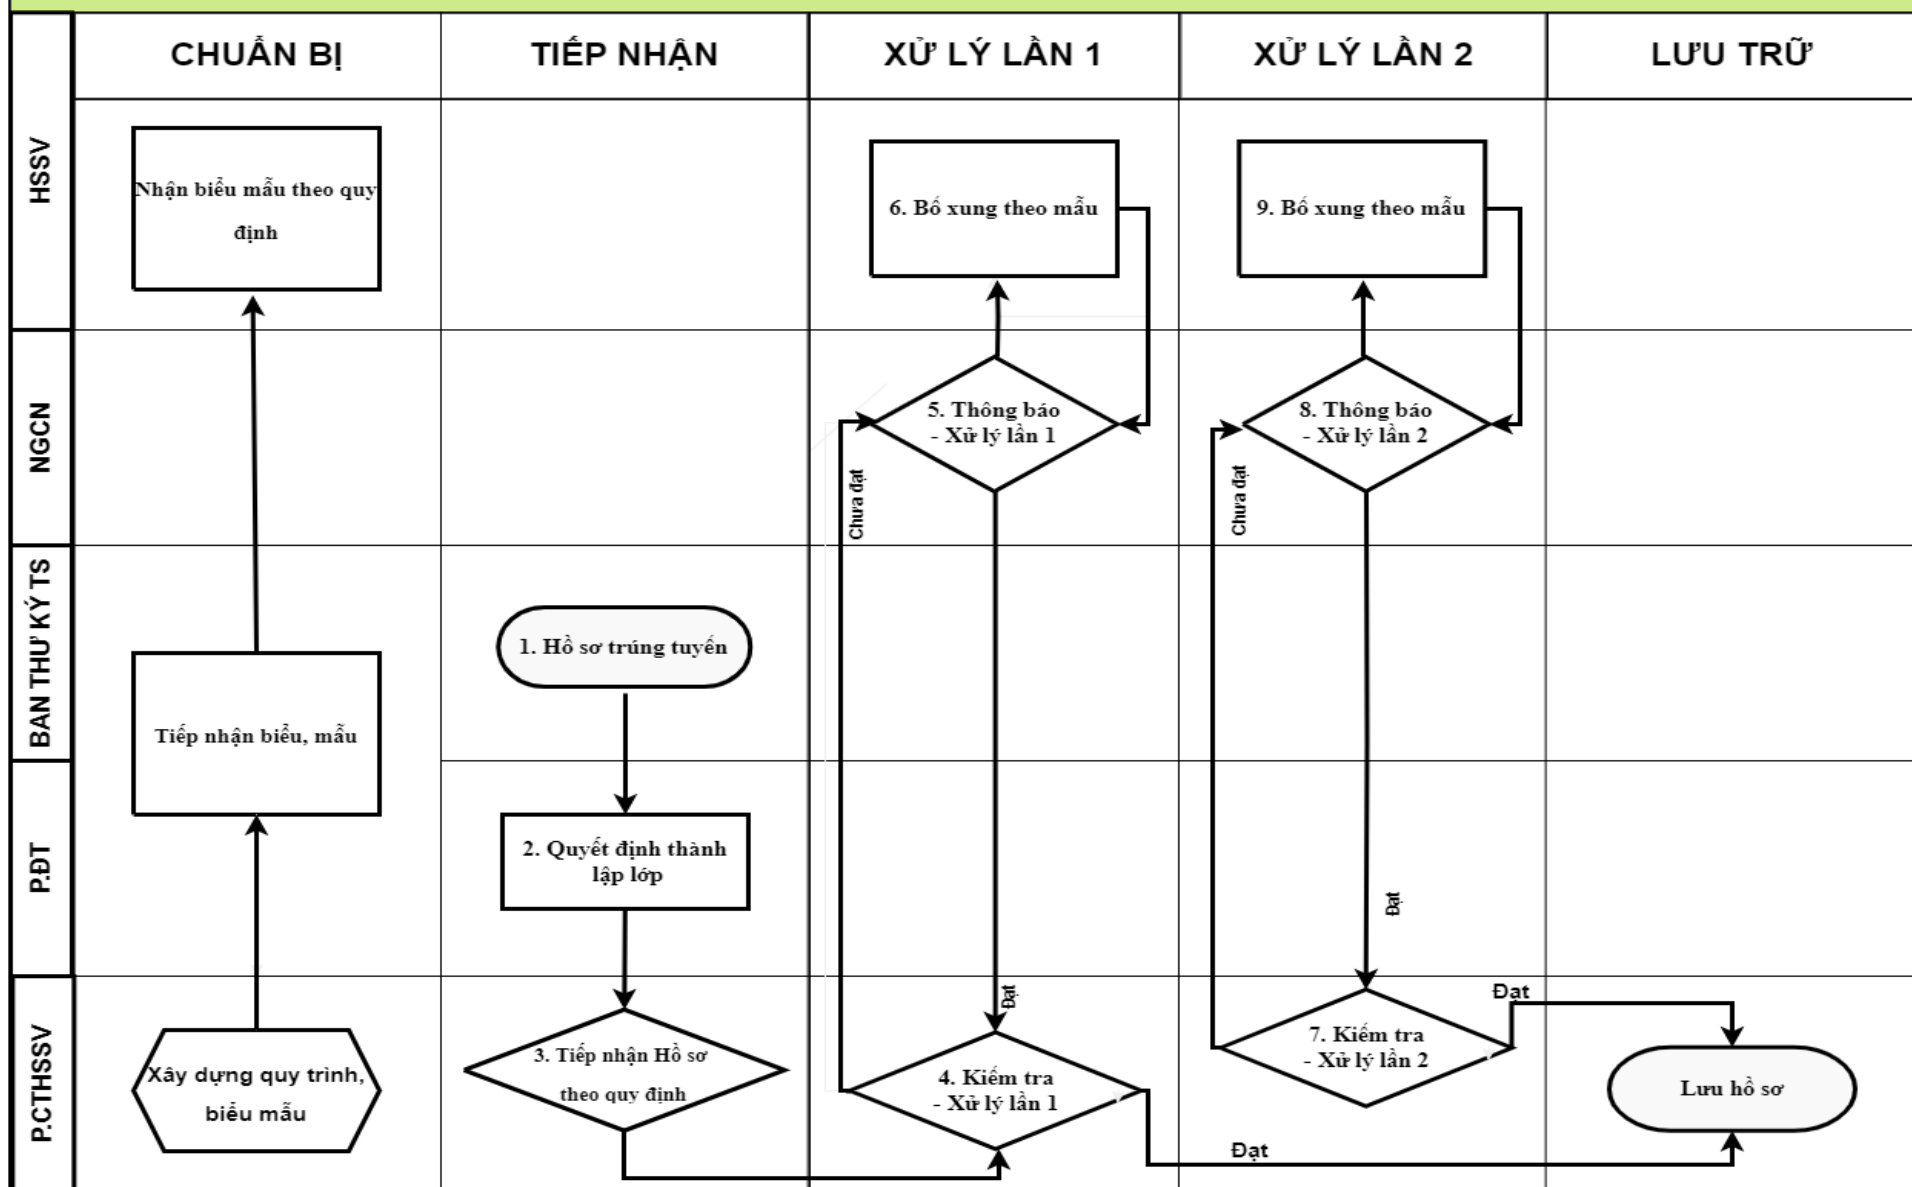 CHUẨN BỊ
TIẾP NHẬN
XỬ LÝ LẦN 1
XỬ LÝ LẦN 2
LƯU TRỮ
HSSV
Nhận biểu mẫu theo quy
định
6. Bổ xung theo mẫu
9. Bổ xung theo mẫu
NGCN
5. Thông báo
- Xử lý lần 1
8. Thông báo
- Xử lý lần 2
Chưa đạt
Chưa đạt
BAN THƯ KÝ TS
Tiếp nhận biểu, mẫu
1. Hồ sơ trúng tuyển
P.ĐT
2. Quyết định thành
lập lớp
Đạt
P.CTHSSV
Xây dựng quy trình,
biểu mẫu
3. Tiếp nhận Hồ sơ
theo quy định
Đạt
4. Kiểm tra
- Xử lý lần 1
7. Kiểm tra
- Xử lý lần 2
Đạt
Lưu hồ sơ
Đạt